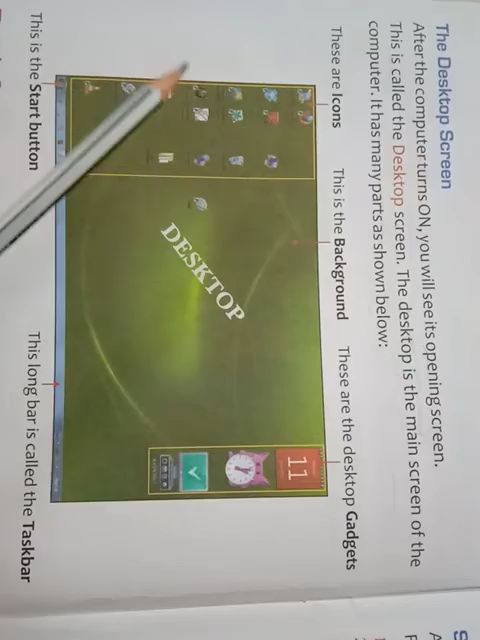 The Desktop Screen
After the computer turns ON, you will see its opening screen.
This is called the Desktop screen. The desktop is the main screen of the
computer. It has many parts as shown below:
These are Icons
This is the Background
These are the desktop Gadgets
11
DESKTOP
This is the Start button
This long bar is called the Taskbar